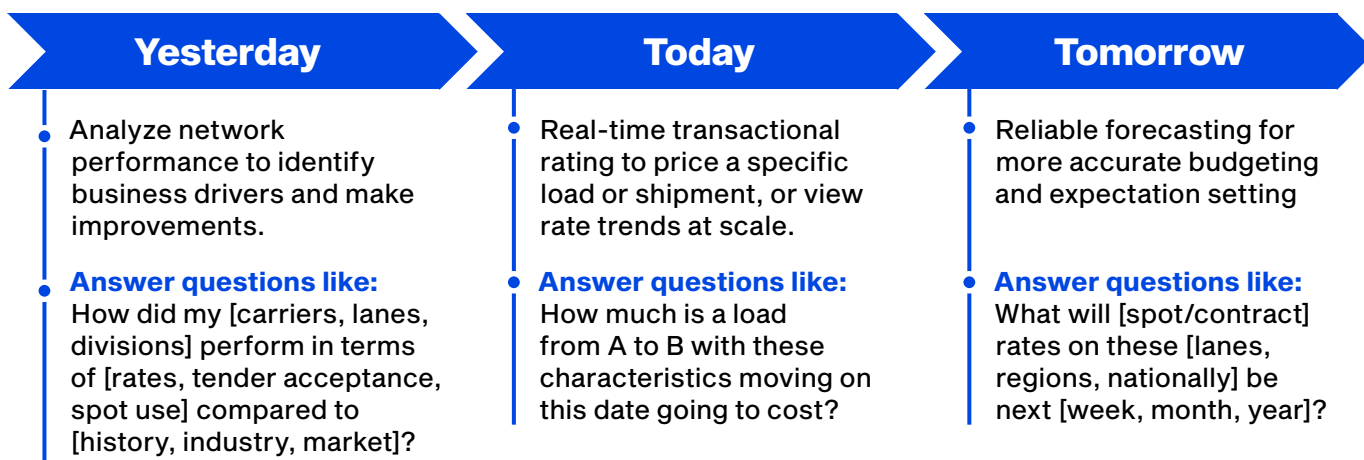 Yesterday
Analyze network
performance to identify
business drivers and make
improvements.
Answer questions like:
How did my [carriers, lanes,
divisions] perform in terms
of [rates, tender acceptance,
spot use] compared to
[history, industry, market]?
Today
Real-time transactional
rating to price a specific
load or shipment, or view
rate trends at scale.
Answer questions like:
How much is a load
from A to B with these
characteristics moving on
this date going to cost?
Tomorrow
Reliable forecasting for
more accurate budgeting
and expectation setting
Answer questions like:
What will [spot/contract]
rates on these [lanes,
regions, nationally] be
next [week, month, year]?